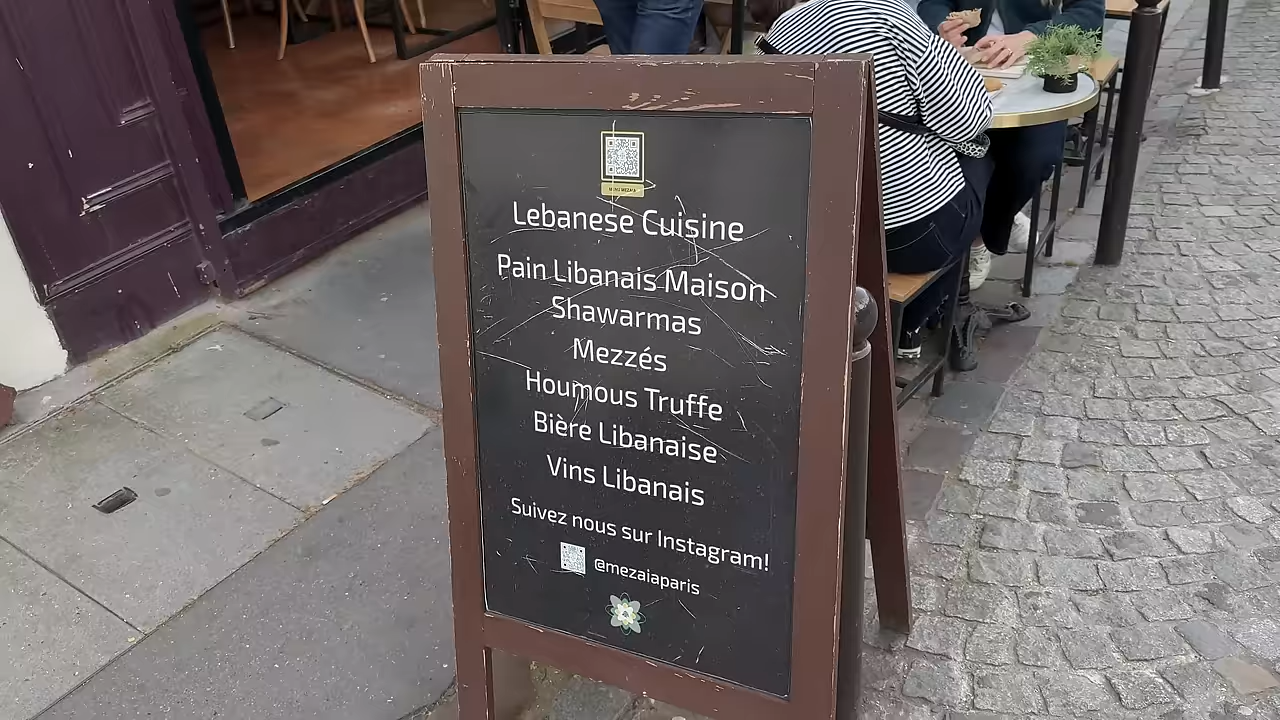 Lebanese Cuisine
Pain Libanais Maison
Shawarmas
Mezzés
Houmous Truffe
Bière Libanaise
Vins Libanais
Suivez nous sur Instagram!
@mezaiaparis